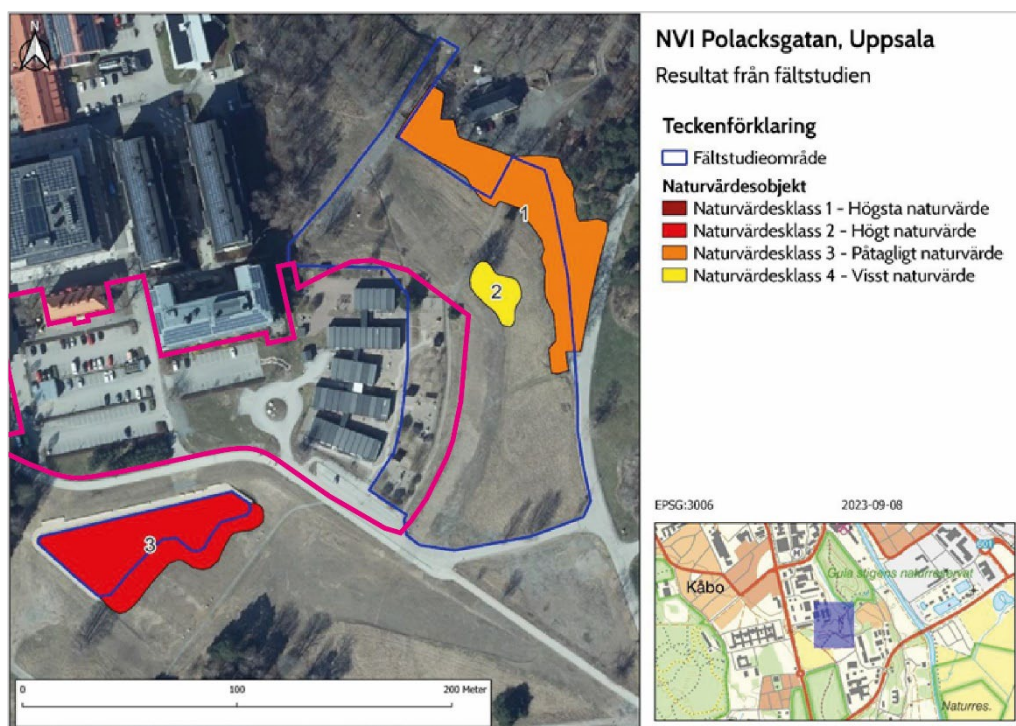 NVI Polacksgatan, Uppsala
Resultat från fältstudien
Teckenförklaring
Fältstudieområde
Naturvärdesobjekt
Naturvärdesklass 1 - Högsta naturvärde
Naturvärdesklass 2 - Högt naturvärde
Naturvärdesklass 3 - Påtagligt naturvärde
Naturvärdesklass 4 - Visst naturvärde
N
1
2
3
0
100
200 Meter
EPSG:3006
2023-09-08
Gula stigens naturreservat
Kåbo
Naturres.